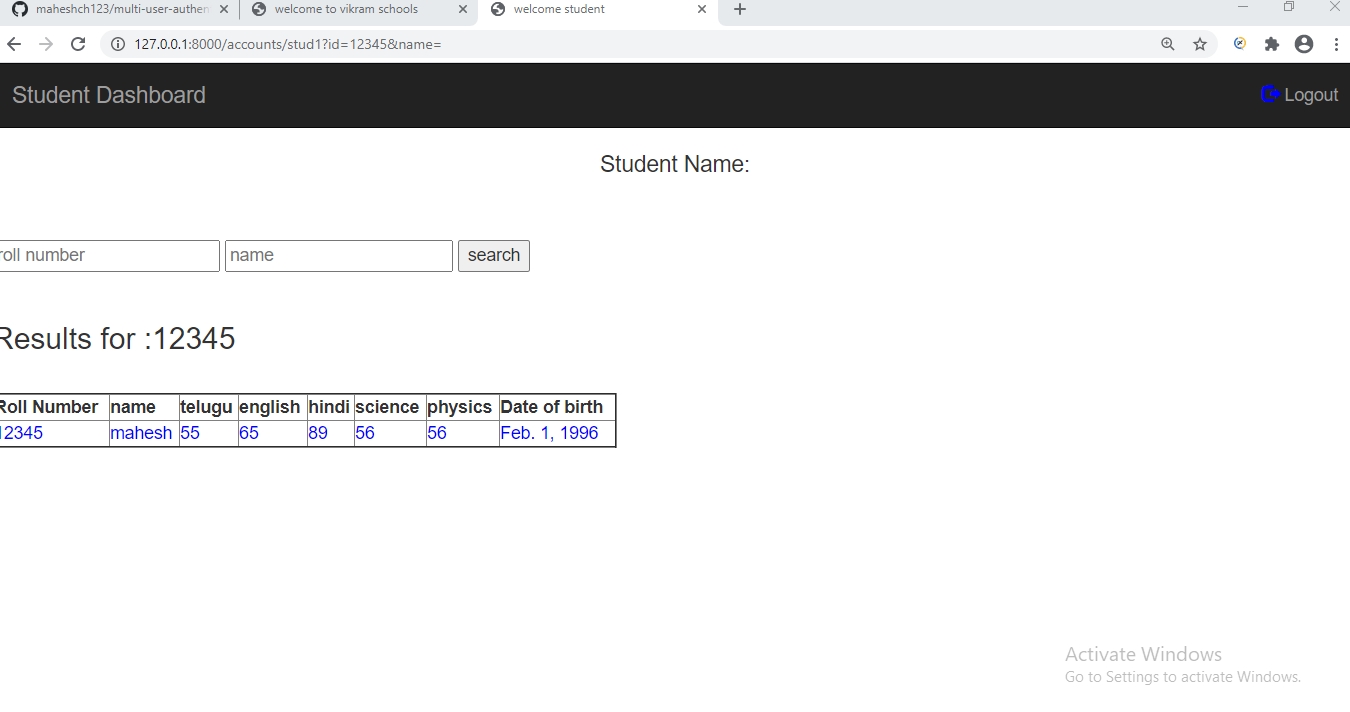 maheshch123/multi-user-authen welcome to vikram schools welcome student
127.0.0.1:8000/accounts/stud1?id=12345&name=
Student Dashboard Logout
Student Name:
roll number name search
Results for :12345
Roll Number name telugu english hindi science physics Date of birth
12345 mahesh 55 65 89 56 56 Feb. 1, 1996
Activate Windows
Go to Settings to activate Windows.